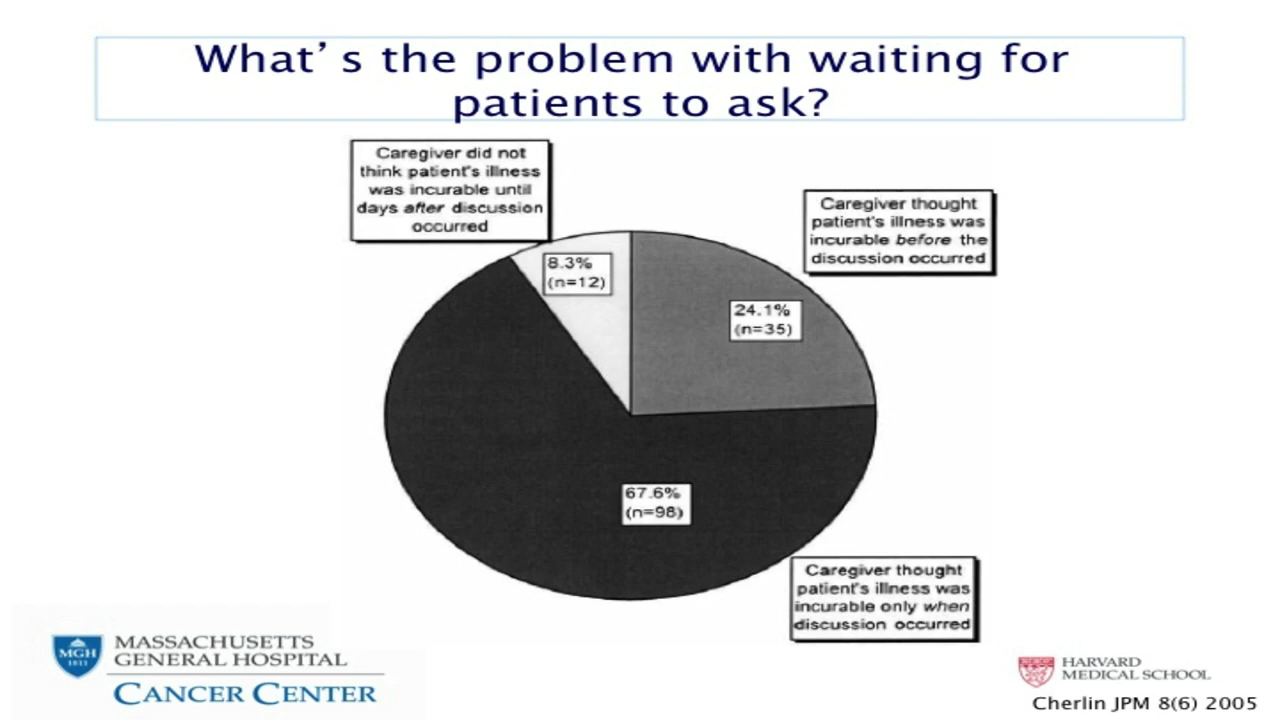 What's the problem with waiting for
patients to ask?
Caregiver did not
think patient's illness
was incurable until
days after discussion
occurred
Caregiver thought
patient's illness was
incurable before the
discussion occurred
8.3%
(n=12)
24.1%
(n=35)
67.6%
(n=98)
Caregiver thought
patient's illness was
incurable only when
discussion occurred
MGH
1811
MASSACHUSETTS
GENERAL HOSPITAL
CANCER CENTER
HARVARD
MEDICAL SCHOOL
Cherlin JPM 8(6) 2005